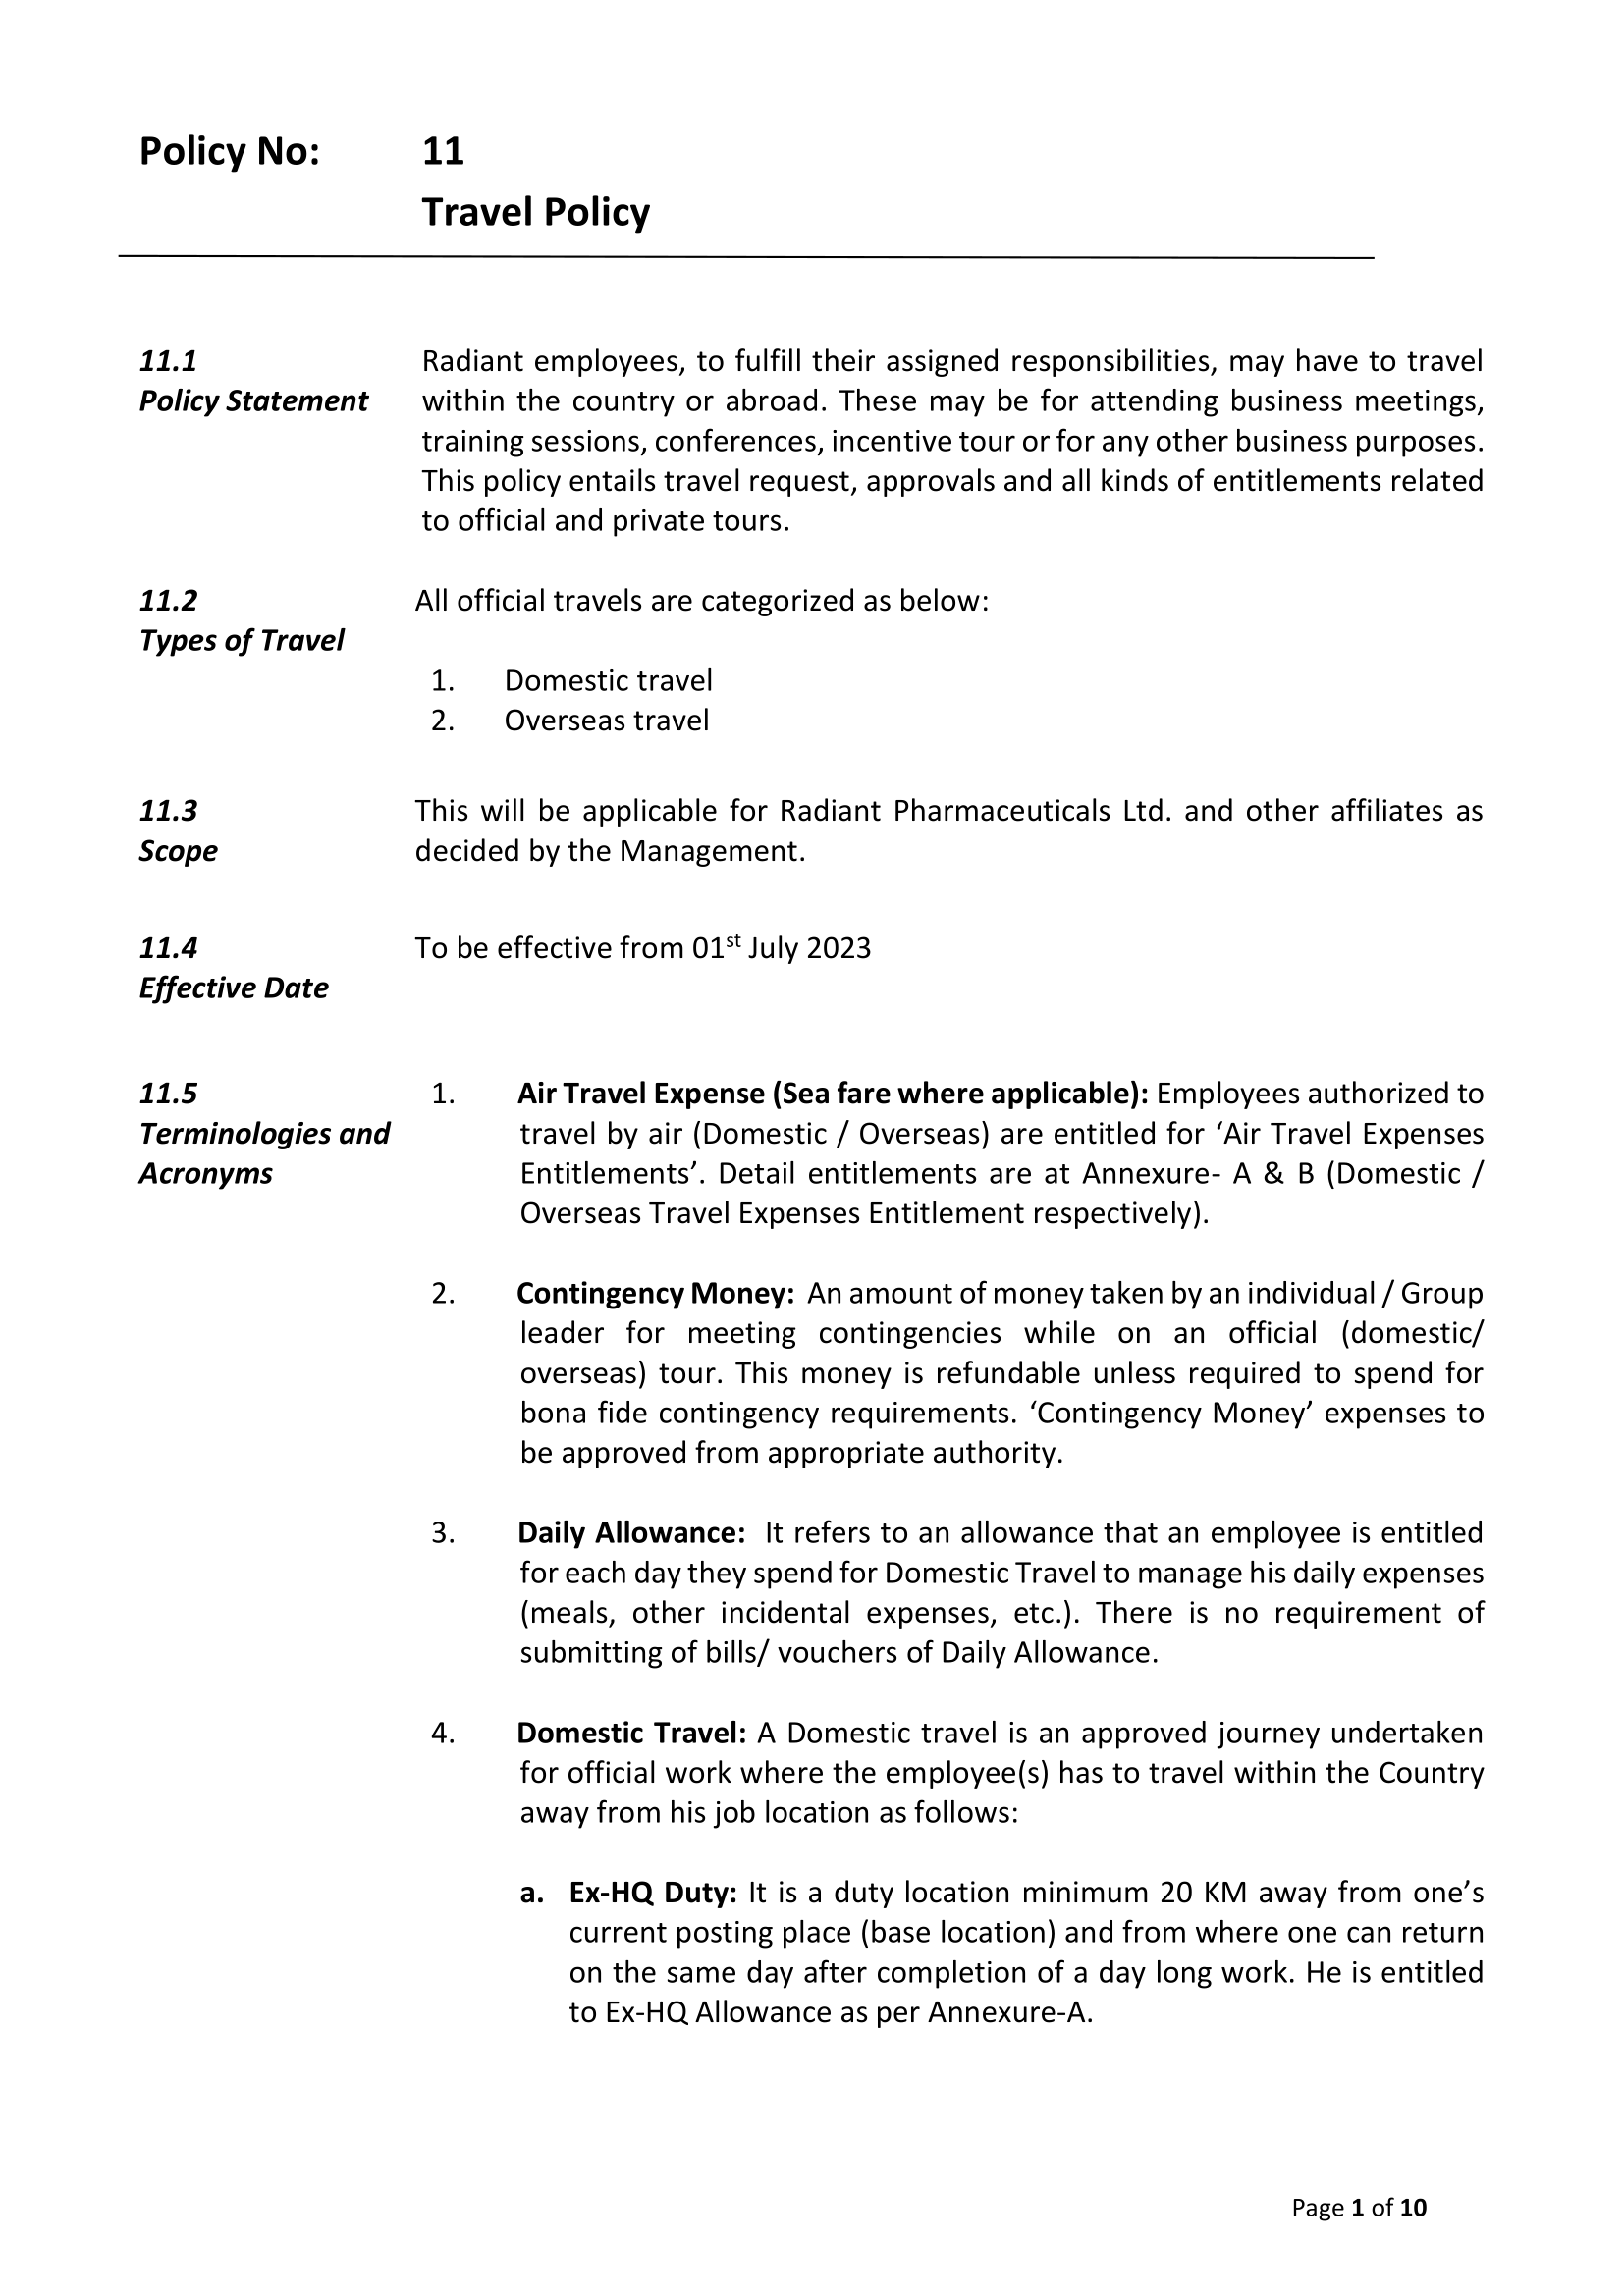 Policy No: 11
Travel Policy
11.1
Policy Statement
Radiant employees, to fulfill their assigned responsibilities, may have to travel
within the country or abroad. These may be for attending business meetings,
training sessions, conferences, incentive tour or for any other business purposes.
This policy entails travel request, approvals and all kinds of entitlements related
to official and private tours.
11.2
Types of Travel
All official travels are categorized as below:
1. Domestic travel
2. Overseas travel
11.3
Scope
This will be applicable for Radiant Pharmaceuticals Ltd. and other affiliates as
decided by the Management.
11.4
Effective Date
To be effective from 01st July 2023
11.5
Terminologies and
Acronyms
1. Air Travel Expense (Sea fare where applicable): Employees authorized to
travel by air (Domestic / Overseas) are entitled for ‘Air Travel Expenses
Entitlements’. Detail entitlements are at Annexure- A & B (Domestic /
Overseas Travel Expenses Entitlement respectively).
2. Contingency Money: An amount of money taken by an individual / Group
leader for meeting contingencies while on an official (domestic/
overseas) tour. This money is refundable unless required to spend for
bona fide contingency requirements. ‘Contingency Money’ expenses to
be approved from appropriate authority.
3. Daily Allowance: It refers to an allowance that an employee is entitled
for each day they spend for Domestic Travel to manage his daily expenses
(meals, other incidental expenses, etc.). There is no requirement of
submitting of bills/ vouchers of Daily Allowance.
4. Domestic Travel: A Domestic travel is an approved journey undertaken
for official work where the employee(s) has to travel within the Country
away from his job location as follows:
a. Ex-HQ Duty: It is a duty location minimum 20 KM away from one’s
current posting place (base location) and from where one can return
on the same day after completion of a day long work. He is entitled
to Ex-HQ Allowance as per Annexure-A.
Page 1 of 10